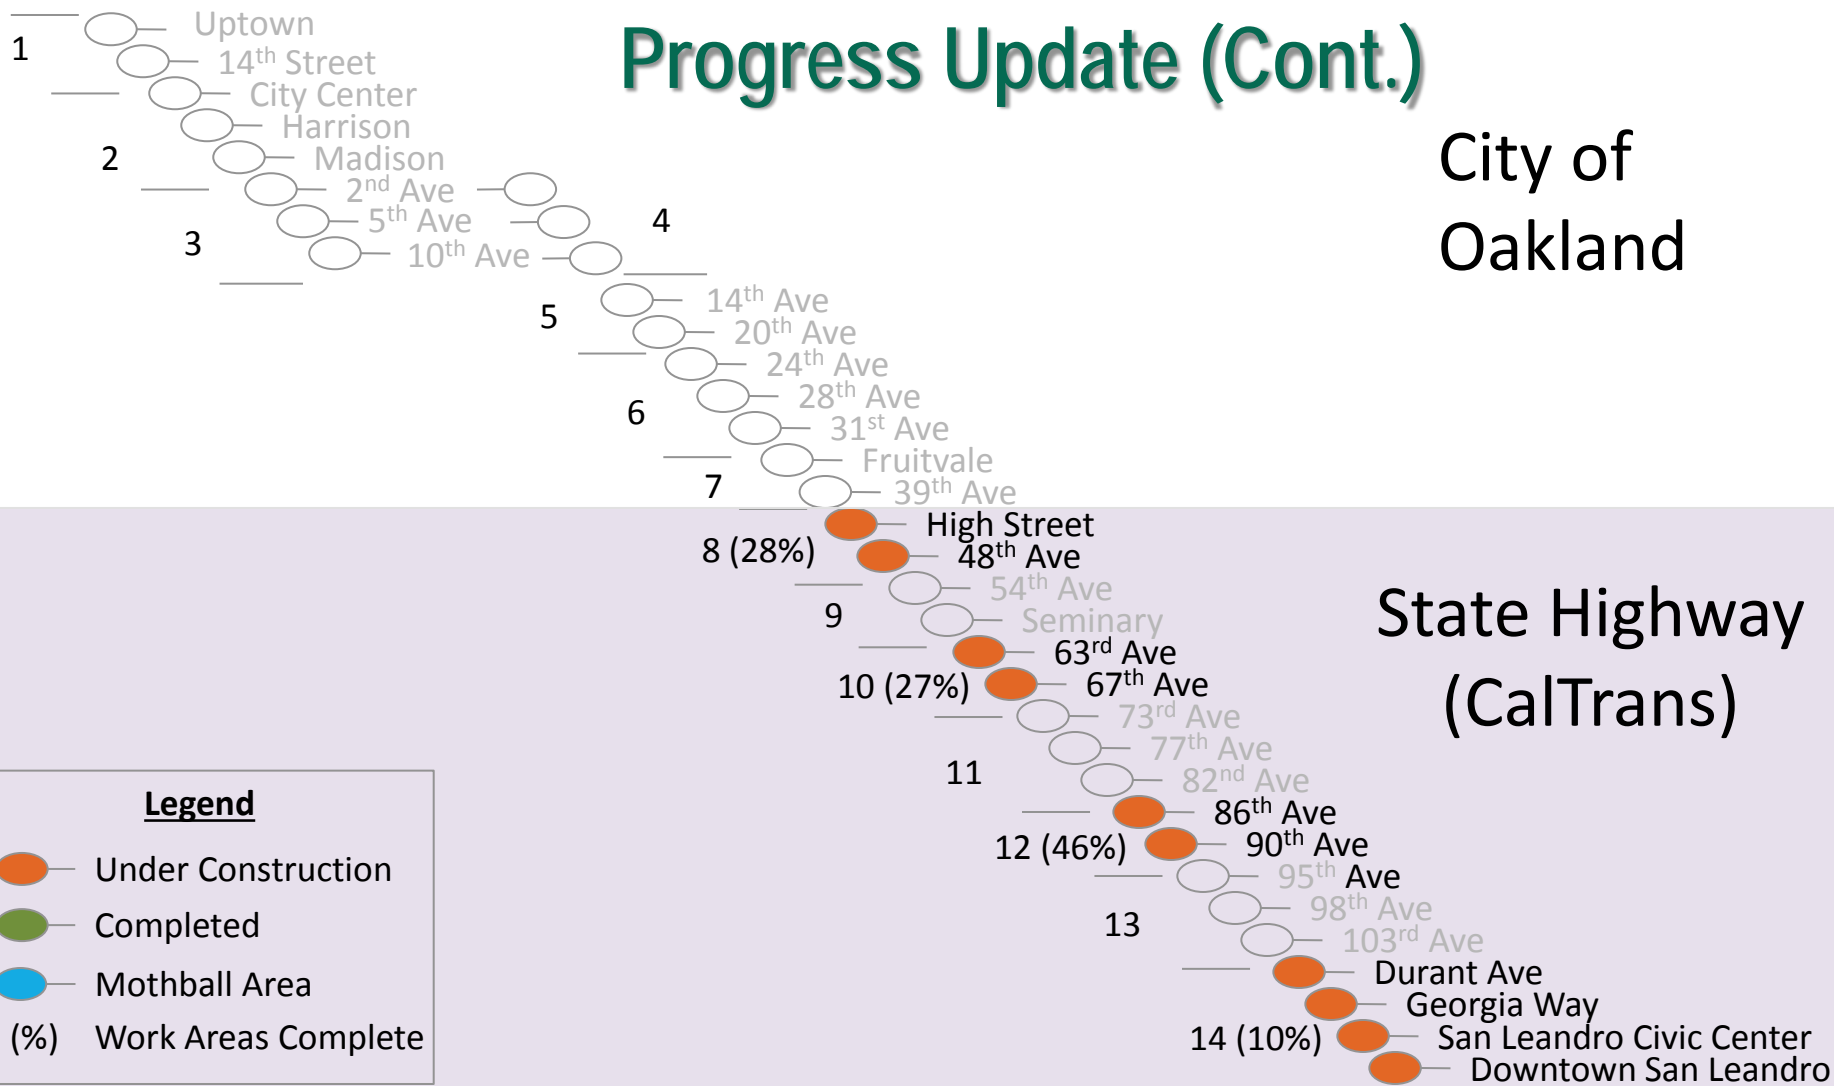 Progress Update (Cont.)
1
Uptown
14th Street
City Center
2
Harrison
Madison
2nd Ave
3
5th Ave
10th Ave
4
5
14th Ave
20th Ave
24th Ave
6
28th Ave
31st Ave
Fruitvale
7
39th Ave
City of
Oakland
High Street
8 (28%)
48th Ave
54th Ave
9
Seminary
63rd Ave
10 (27%)
67th Ave
73rd Ave
77th Ave
11
82nd Ave
86th Ave
12 (46%)
90th Ave
95th Ave
98th Ave
13
103rd Ave
Durant Ave
Georgia Way
14 (10%)
San Leandro Civic Center
Downtown San Leandro
State Highway
(CalTrans)
Legend
Under Construction
Completed
Mothball Area
(%) Work Areas Complete